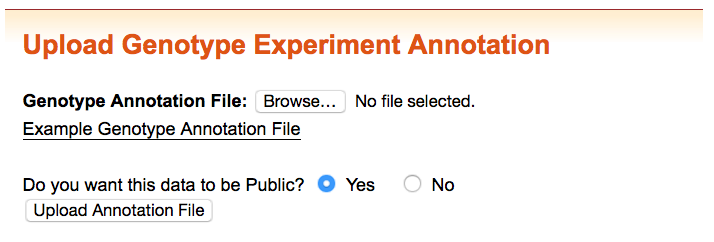 Upload Genotype Experiment Annotation
Genotype Annotation File: Browse... No file selected.
Example Genotype Annotation File
Do you want this data to be Public? Yes No
Upload Annotation File